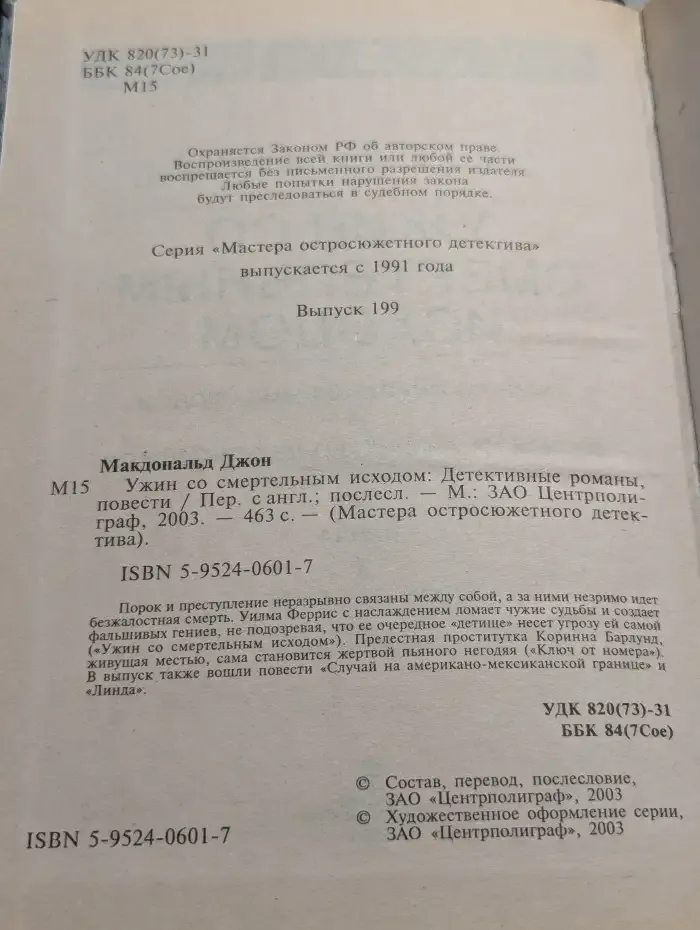 УДК 820(73)-31
ББК 84(7Сое)
М15
Охраняется Законом РФ об авторском праве.
Воспроизведение всей книги или любой ее части
воспрещается без письменного разрешения издателя.
Любые попытки нарушения закона
будут преследоваться в судебном порядке.
Серия «Мастера остросюжетного детектива»
выпускается с 1991 года
Выпуск 199
Макдональд Джон
М15 Ужин со смертельным исходом: Детективные романы,
повести / Пер. с англ.; послесл. — М.: ЗАО Центрполи-
граф, 2003. — 463 с. — (Мастера остросюжетного детек-
тива).
ISBN 5-9524-0601-7
Порок и преступление неразрывно связаны между собой, а за ними незримо идет
безжалостная смерть. Уилма Феррис с наслаждением ломает чужие судьбы и создает
фальшивых гениев, не подозревая, что ее очередное «детище» несет угрозу ей самой
(«Ужин со смертельным исходом»). Прелестная проститутка Коринна Барлунд,
живущая местью, сама становится жертвой пьяного негодяя («Ключ от номера»).
В выпуск также вошли повести «Случай на американо-мексиканской границе» и
«Линда».
УДК 820(73)-31
ББК 84(7Сое)
© Состав, перевод, послесловие,
ЗАО «Центрполиграф», 2003
© Художественное оформление серии,
ЗАО «Центрполиграф», 2003
ISBN 5-9524-0601-7